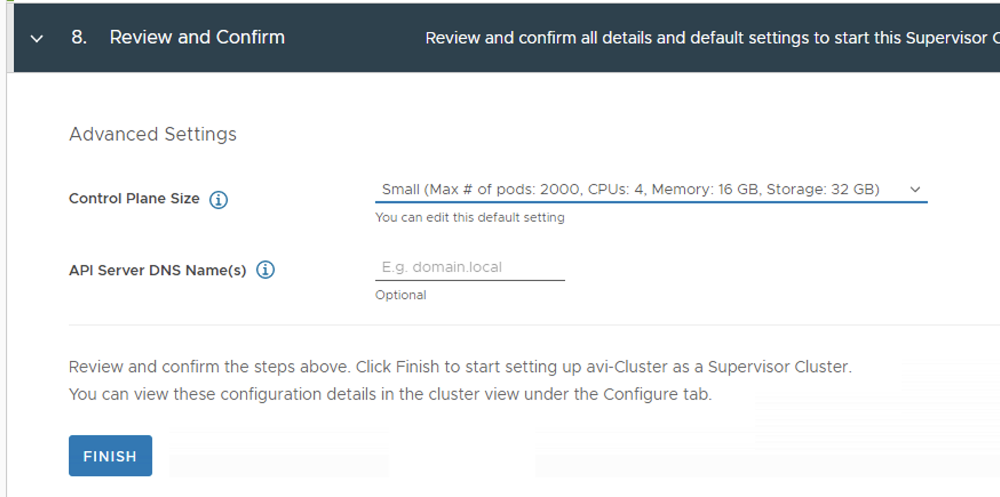 8. Review and Confirm Review and confirm all details and default settings to start this Supervisor C
Advanced Settings
Control Plane Size Small (Max # of pods: 2000, CPUs: 4, Memory: 16 GB, Storage: 32 GB)
You can edit this default setting
API Server DNS Name(s) E.g. domain.local
Optional
Review and confirm the steps above. Click Finish to start setting up avi-Cluster as a Supervisor Cluster.
You can view these configuration details in the cluster view under the Configure tab.
FINISH